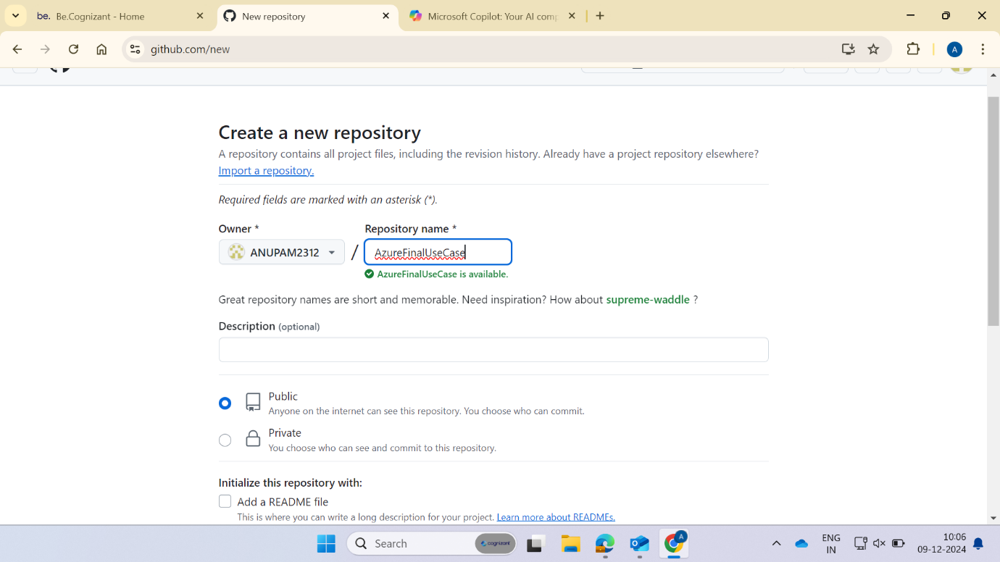 be. Be.Cognizant - Home
New repository
Microsoft Copilot: Your AI comp
github.com/new
A
Create a new repository
A repository contains all project files, including the revision history. Already have a project repository elsewhere?
Import a repository.
Required fields are marked with an asterisk (*).
Owner * Repository name *
ANUPAM2312 / AzureFinalUseCase
AzureFinalUseCase is available.
Great repository names are short and memorable. Need inspiration? How about supreme-waddle ?
Description (optional)
Public
Anyone on the internet can see this repository. You choose who can commit.
Private
You choose who can see and commit to this repository.
Initialize this repository with:
Add a README file
This is where you can write a long description for your project. Learn more about READMEs.
Search cognizant A ENG 10:06
IN 09-12-2024